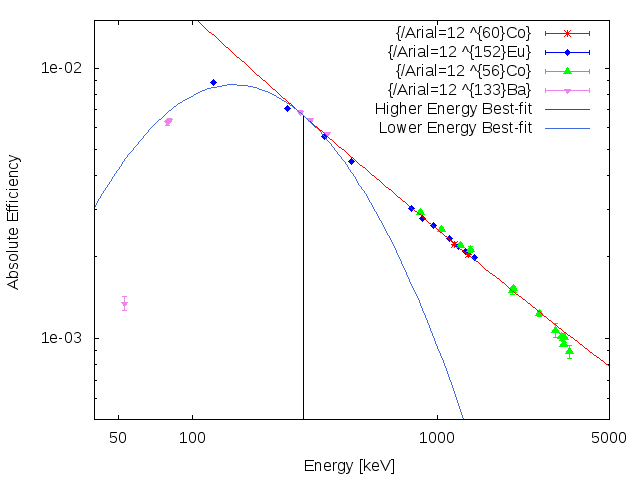 {/Arial=12 ^{60}Co}
{/Arial=12 ^{152}Eu}
{/Arial=12 ^{56}Co}
{/Arial=12 ^{133}Ba}
Higher Energy Best-fit
Lower Energy Best-fit
1e-02
1e-03
Absolute Efficiency
50 100 1000 5000
Energy [keV]